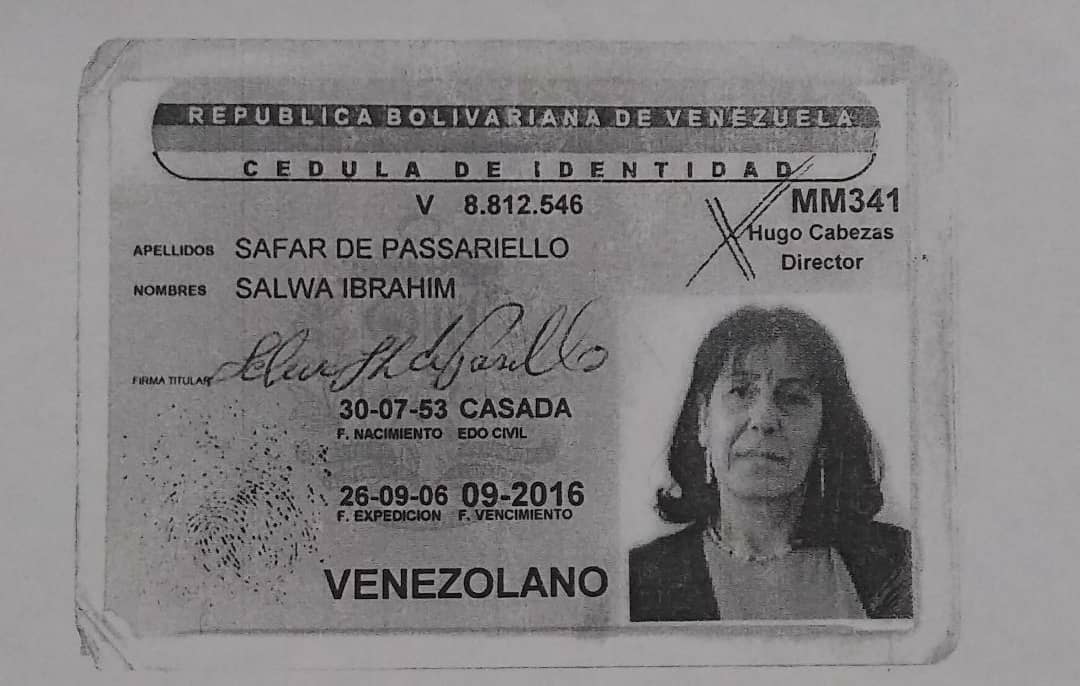 REPUBLICA BOLIVARIANA DE VENEZUELA
CEDULA DE IDENTIDAD
V 8.812.546
MM341
Hugo Cabezas
Director
APELLIDOS SAFAR DE PASSARIELLO
NOMBRES SALWA IBRAHIM
FIRMA TITULAR
30-07-53 CASADA
F. NACIMIENTO EDO CIVIL
26-09-06 09-2016
F. EXPEDICION F. VENCIMIENTO
VENEZOLANO